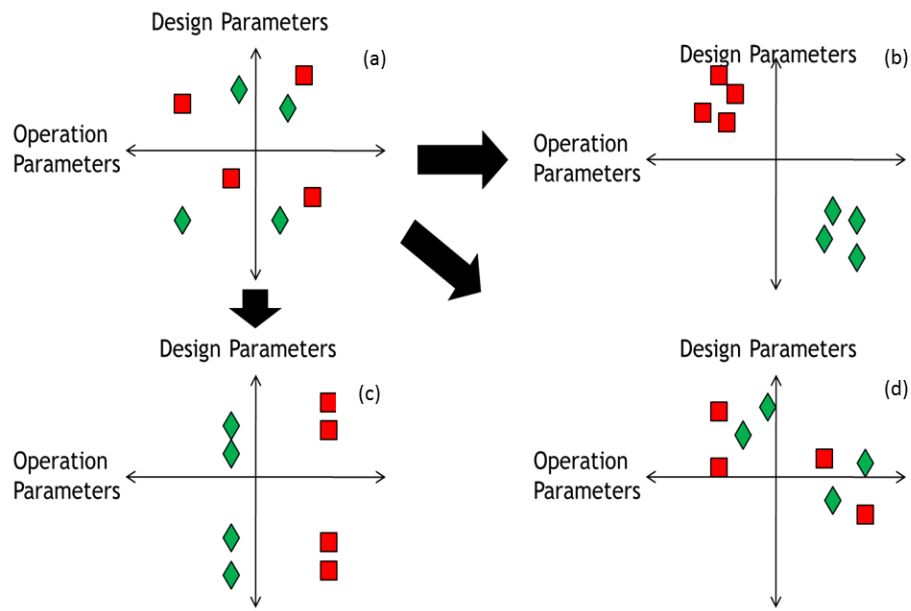 Design Parameters
(a)
Operation
Parameters
Design Parameters
(b)
Operation
Parameters
Design Parameters
(c)
Operation
Parameters
Design Parameters
(d)
Operation
Parameters